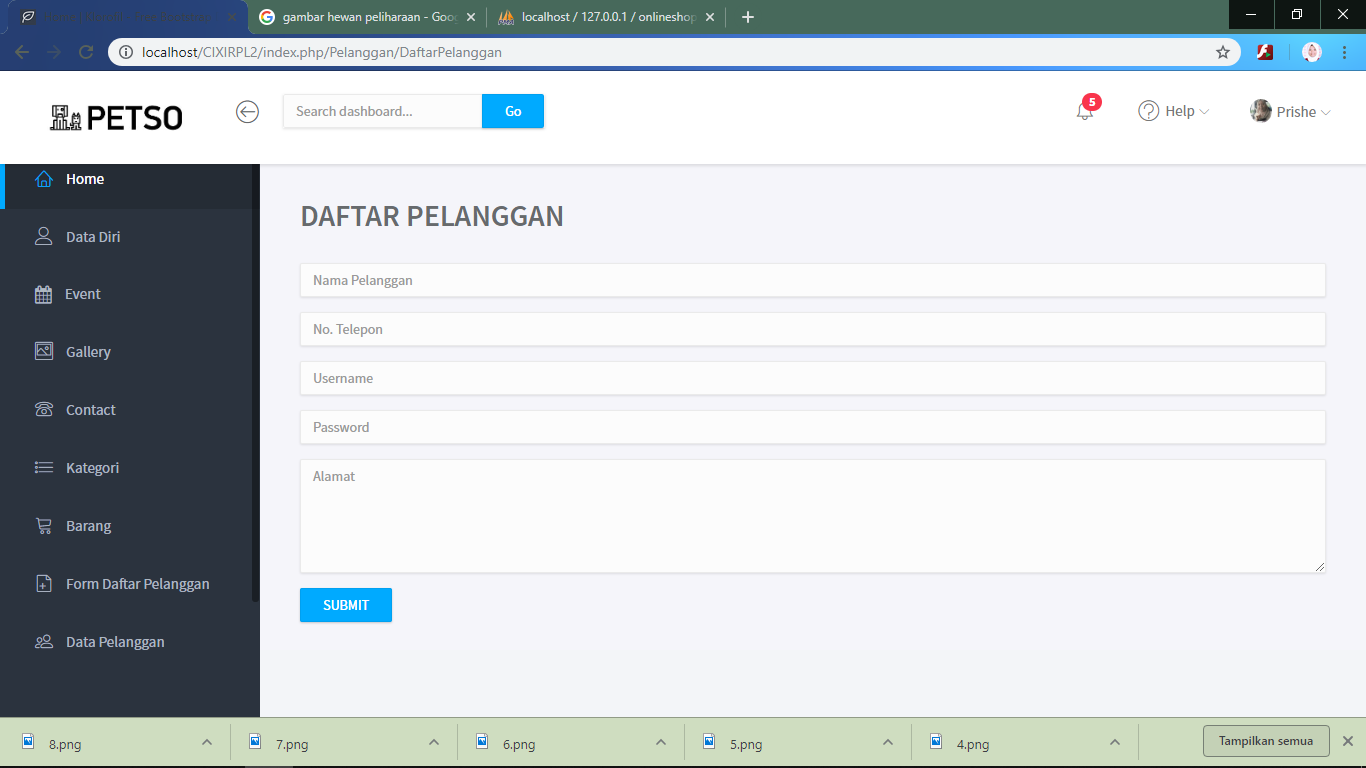 gambar hewan peliharaan - Goo
localhost / 127.0.0.1 / onlineshop
localhost/CIXIRPL2/index.php/Pelanggan/DaftarPelanggan
PETSO
Search dashboard...
Go
5
Help
Prishe
Home
Data Diri
Event
Gallery
Contact
Kategori
Barang
Form Daftar Pelanggan
Data Pelanggan
DAFTAR PELANGGAN
Nama Pelanggan
No. Telepon
Username
Password
Alamat
SUBMIT
8.png
7.png
6.png
5.png
4.png
Tampilkan semua